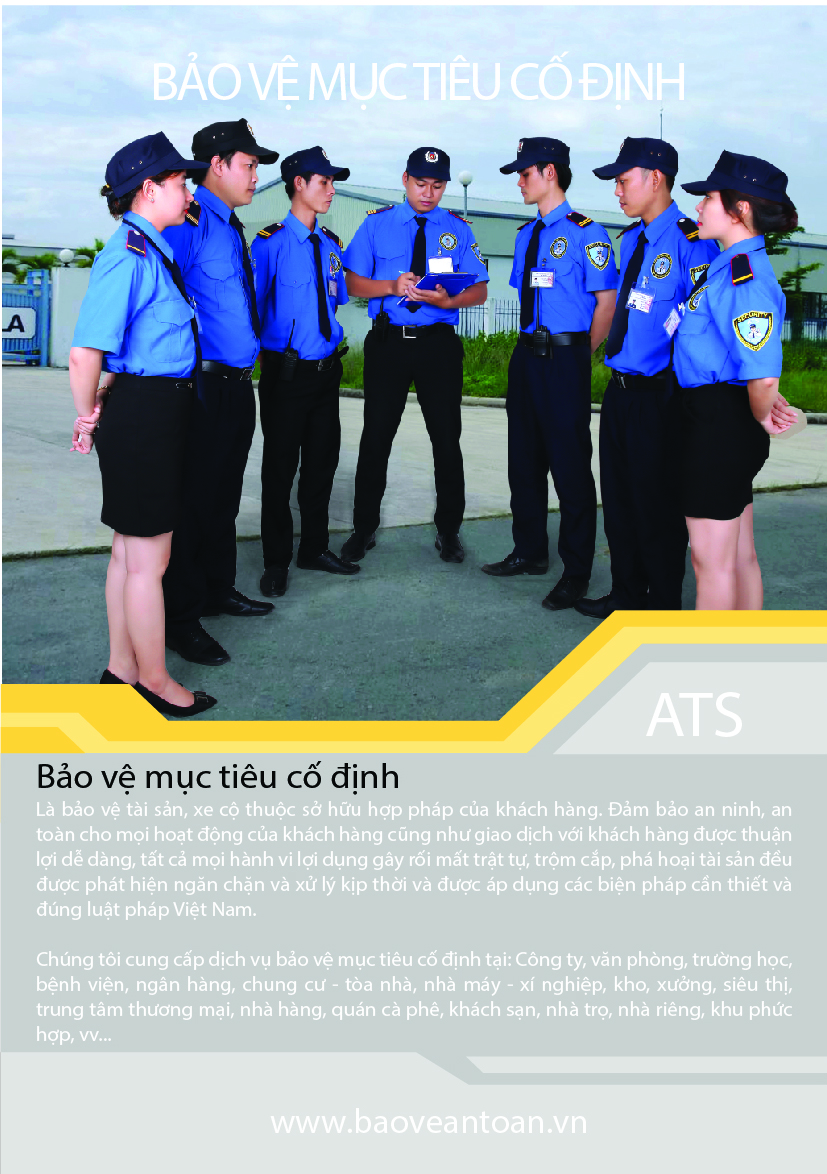 BẢO VỆ MỤC TIÊU CỐ ĐỊNH
LA
SECURITY
ATS
Bảo vệ mục tiêu cố định
Là bảo vệ tài sản, xe cộ thuộc sở hữu hợp pháp của khách hàng. Đảm bảo an ninh, an
toàn cho mọi hoạt động của khách hàng cũng như giao dịch với khách hàng được thuận
lợi dễ dàng, tất cả mọi hành vi lợi dụng gây rối mất trật tự, trộm cắp, phá hoại tài sản đều
được phát hiện ngăn chặn và xử lý kịp thời và được áp dụng các biện pháp cần thiết và
đúng luật pháp Việt Nam.
Chúng tôi cung cấp dịch vụ bảo vệ mục tiêu cố định tại: Công ty, văn phòng, trường học,
bệnh viện, ngân hàng, chung cư - tòa nhà, nhà máy - xí nghiệp, kho, xưởng, siêu thị,
trung tâm thương mại, nhà hàng, quán cà phê, khách sạn, nhà trọ, nhà riêng, khu phức
hợp, vv...
www.baoveantoan.vn